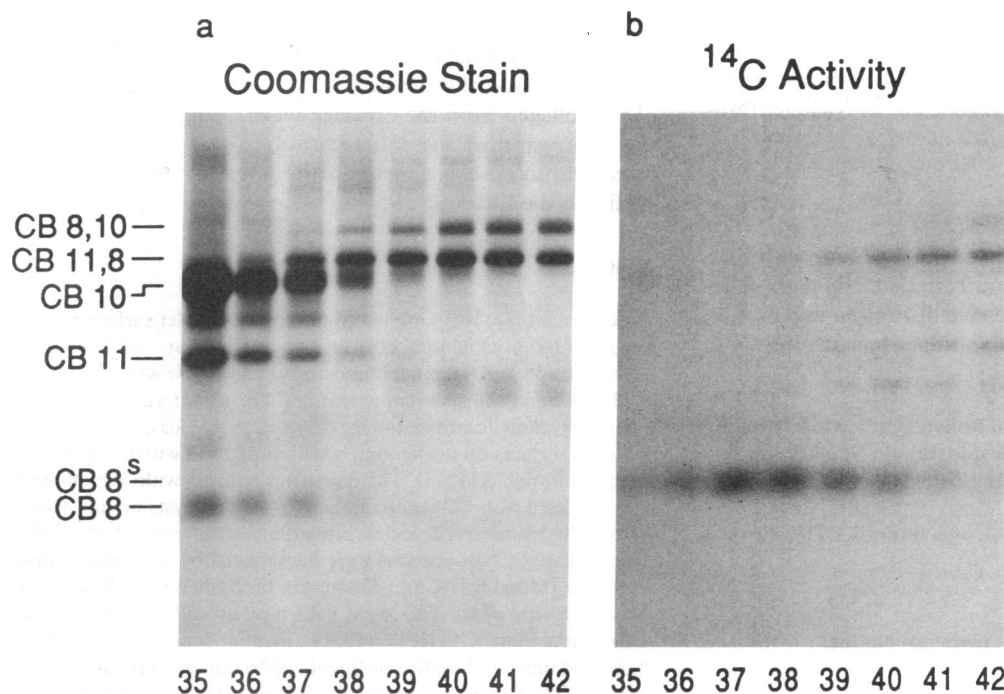 a
b
Coomassie Stain
¹⁴C Activity
CB 8,10
CB 11,8
CB 10
CB 11
CB 8ˢ
CB 8
35 36 37 38 39 40 41 42
35 36 37 38 39 40 41 42